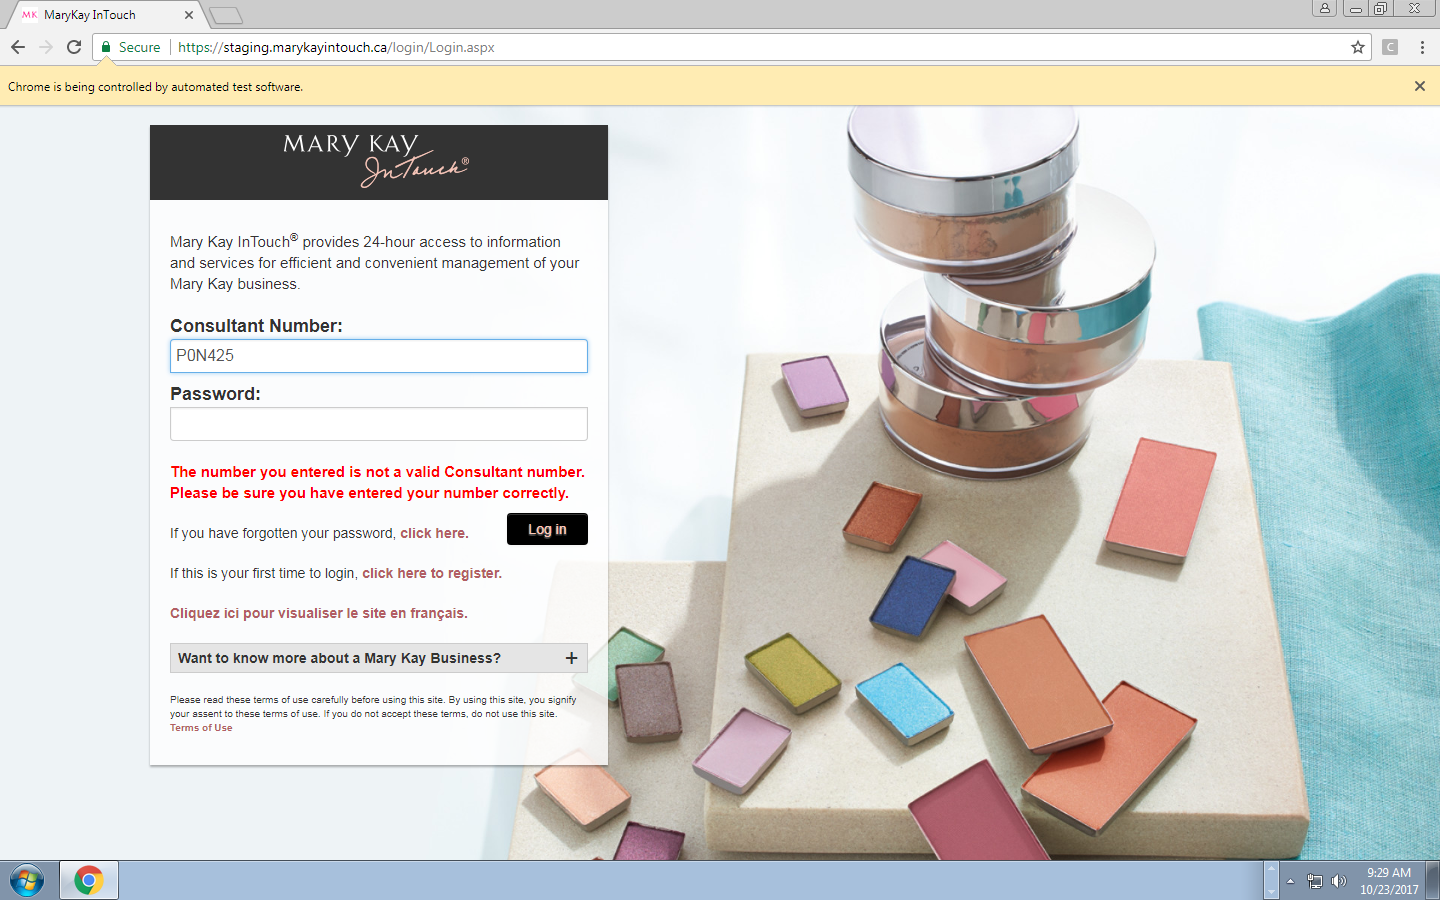 MK MaryKay InTouch
Secure https://staging.marykayintouch.ca/login/Login.aspx C
Chrome is being controlled by automated test software.
MARY KAY
InTouch®
Mary Kay InTouch® provides 24-hour access to information
and services for efficient and convenient management of your
Mary Kay business.
Consultant Number:
P0N425
Password:
The number you entered is not a valid Consultant number.
Please be sure you have entered your number correctly.
If you have forgotten your password, click here. Log in
If this is your first time to login, click here to register.
Cliquez ici pour visualiser le site en français.
Want to know more about a Mary Kay Business? +
Please read these terms of use carefully before using this site. By using this site, you signify
your assent to these terms of use. If you do not accept these terms, do not use this site.
Terms of Use
9:29 AM
10/23/2017